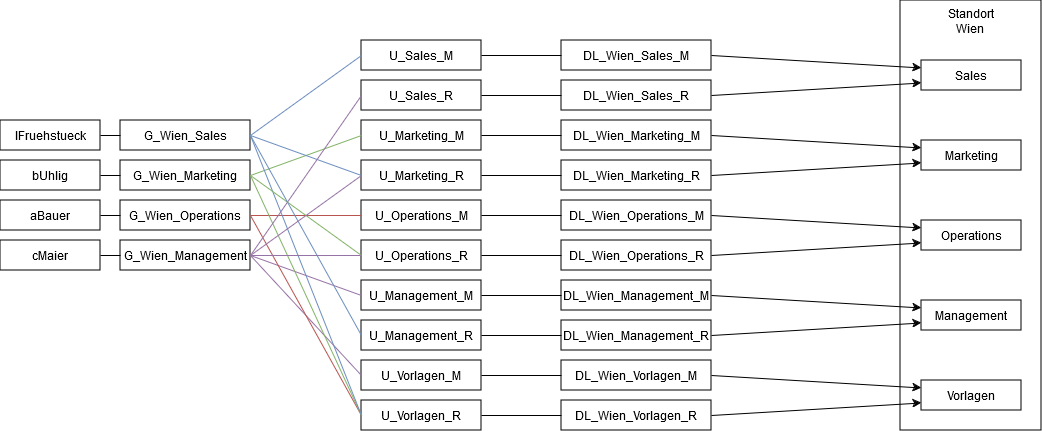 Standort
Wien
U_Sales_M
DL_Wien_Sales_M
Sales
U_Sales_R
DL_Wien_Sales_R
lFruehstueck
G_Wien_Sales
U_Marketing_M
DL_Wien_Marketing_M
Marketing
bUhlig
G_Wien_Marketing
U_Marketing_R
DL_Wien_Marketing_R
aBauer
G_Wien_Operations
U_Operations_M
DL_Wien_Operations_M
Operations
cMaier
G_Wien_Management
U_Operations_R
DL_Wien_Operations_R
U_Management_M
DL_Wien_Management_M
Management
U_Management_R
DL_Wien_Management_R
U_Vorlagen_M
DL_Wien_Vorlagen_M
Vorlagen
U_Vorlagen_R
DL_Wien_Vorlagen_R